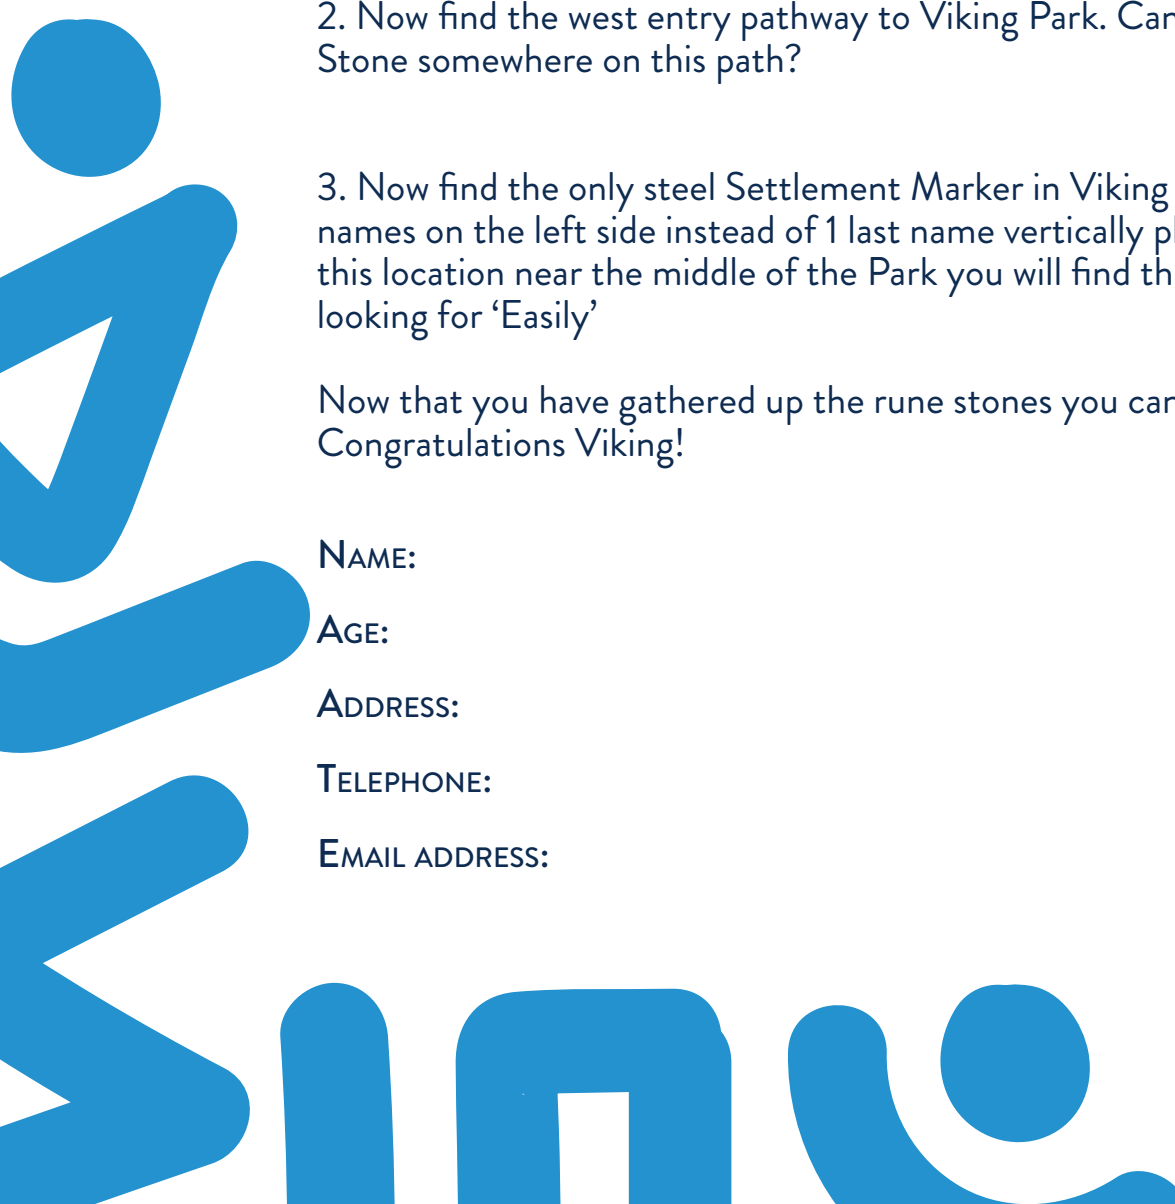 2. Now find the west entry pathway to Viking Park. Can
Stone somewhere on this path?
3. Now find the only steel Settlement Marker in Viking
names on the left side instead of 1 last name vertically
this location near the middle of the Park you will find
looking for ‘Easily’
Now that you have gathered up the rune stones you can
Congratulations Viking!
Name:
Age:
Address:
Telephone:
Email address: